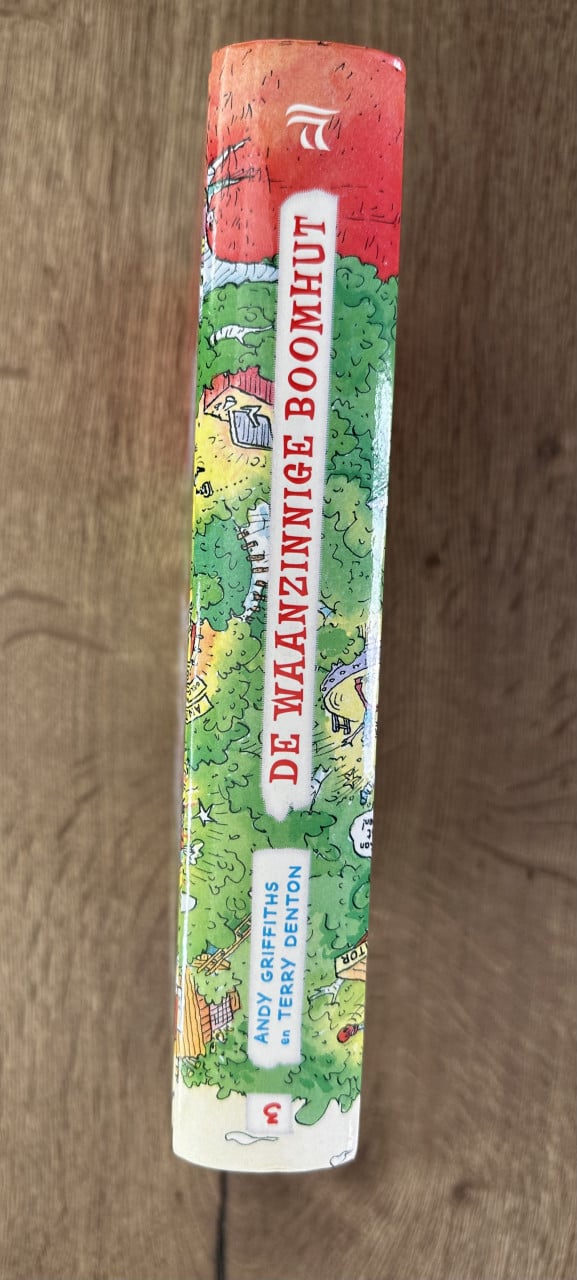 DE WAANZINNIGE BOOMHUT
ANDY GRIFFITHS
en TERRY DENTON
3